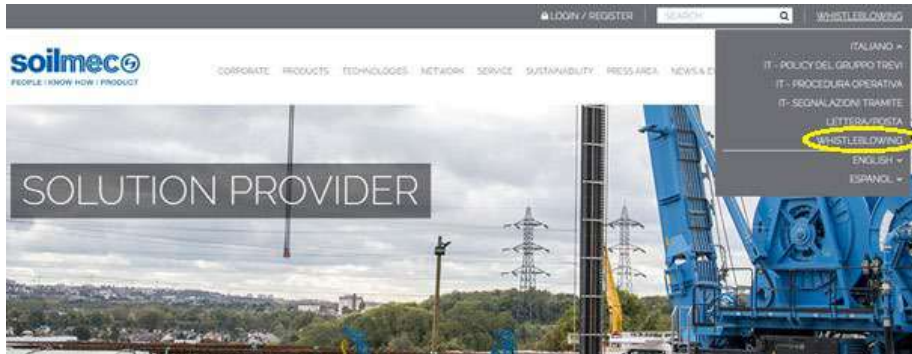 LOGIN / REGISTER SEARCH WHISTLEBLOWING
soilmec
PEOPLE | KNOW HOW | PRODUCT
CORPORATE PRODUCTS TECHNOLOGIES NETWORK SERVICE SUSTAINABILITY PRESS AREA NEWS & E
ITALIANO
IT - POLICY DEL GRUPPO TREVI
IT - PROCEDURA OPERATIVA
IT- SEGNALAZIONI TRAMITE
LETTERA/POSTA
WHISTLEBLOWING
ENGLISH
ESPANOL
SOLUTION PROVIDER